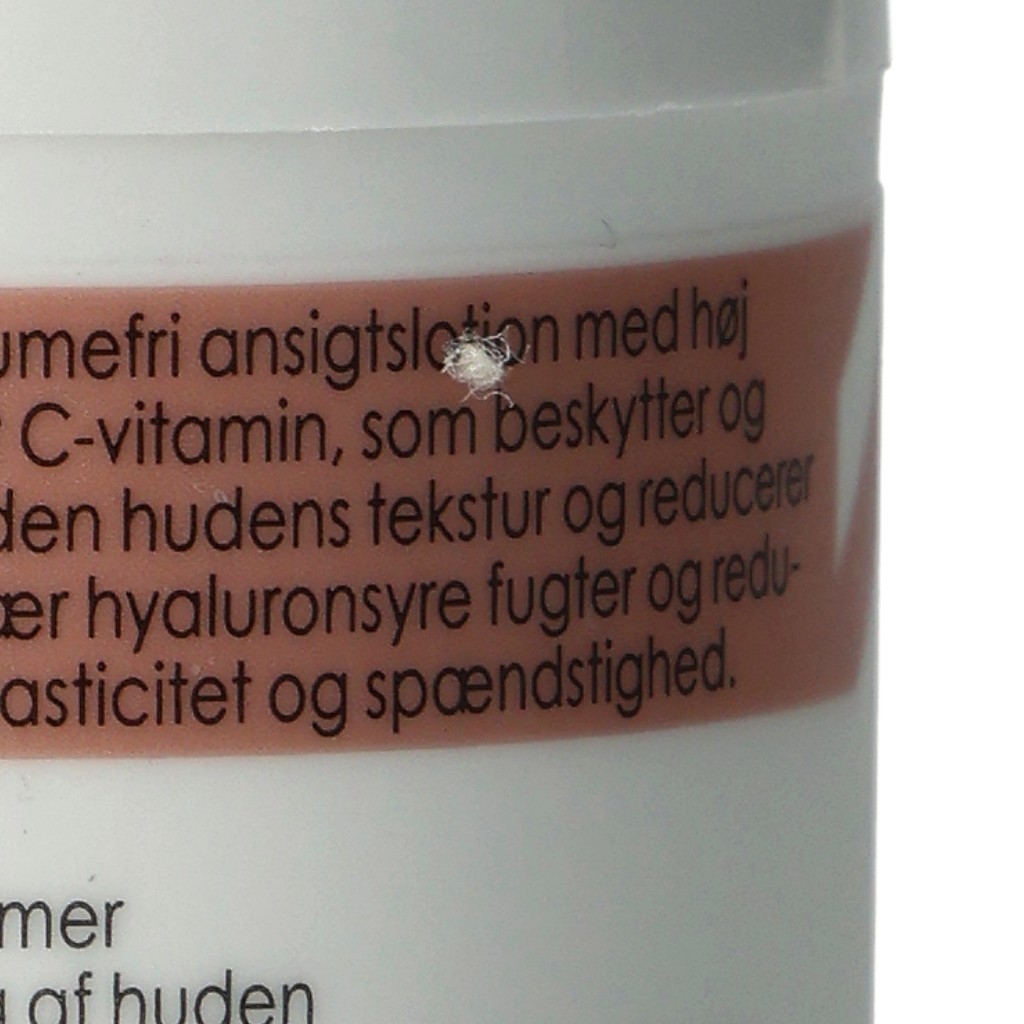 umefri ansigtslotion med høj
C-vitamin, som beskytter og
den hudens tekstur og reducerer
ær hyaluronsyre fugter og redu-
asticitet og spændstighed.
mer
af huden